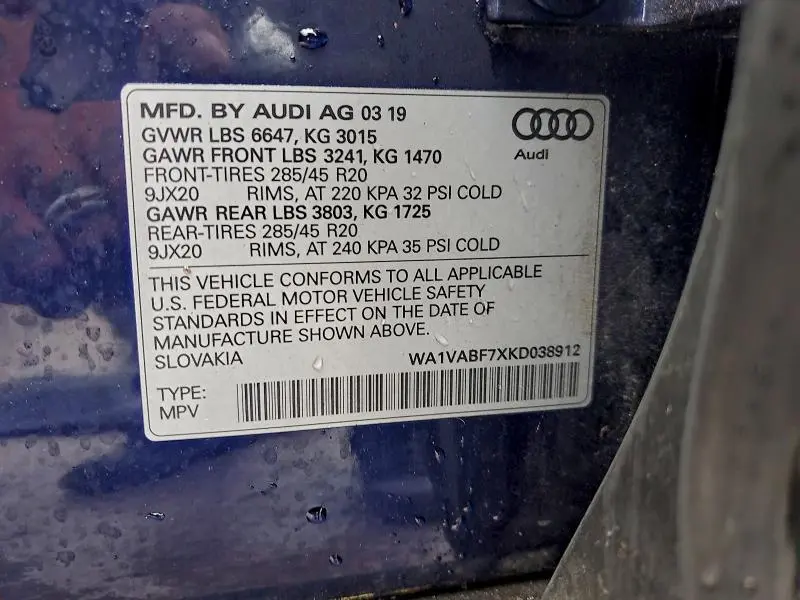 MFD. BY AUDI AG 03 19
GVWR LBS 6647, KG 3015
GAWR FRONT LBS 3241, KG 1470
FRONT-TIRES 285/45 R20
9JX20 RIMS, AT 220 KPA 32 PSI COLD
GAWR REAR LBS 3803, KG 1725
REAR-TIRES 285/45 R20
9JX20 RIMS, AT 240 KPA 35 PSI COLD
Audi
THIS VEHICLE CONFORMS TO ALL APPLICABLE
U.S. FEDERAL MOTOR VEHICLE SAFETY
STANDARDS IN EFFECT ON THE DATE OF
MANUFACTURE SHOWN ABOVE.
SLOVAKIA WA1VABF7XKD038912
TYPE:
MPV